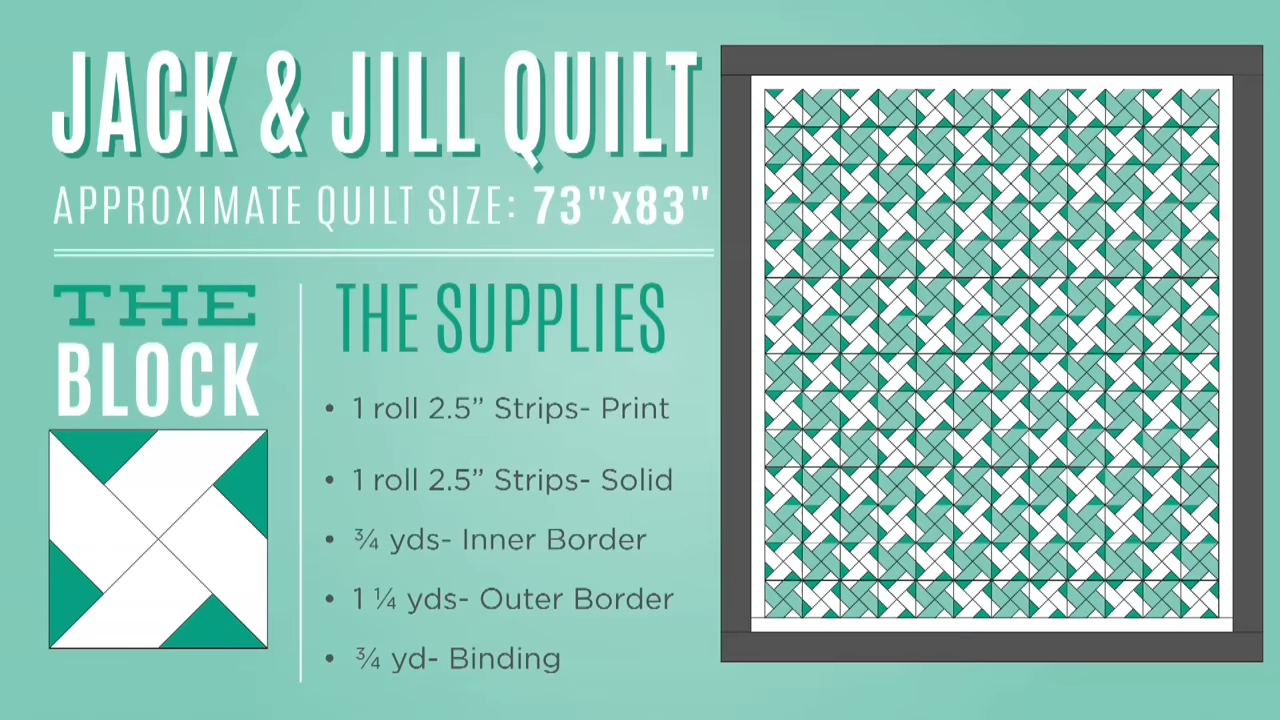 JACK & JILL QUILT
APPROXIMATE QUILT SIZE: 73"x83"
THE
BLOCK
THE SUPPLIES
• 1 roll 2.5” Strips- Print
• 1 roll 2.5” Strips- Solid
• ¾ yds- Inner Border
• 1 ¼ yds- Outer Border
• ¾ yd- Binding